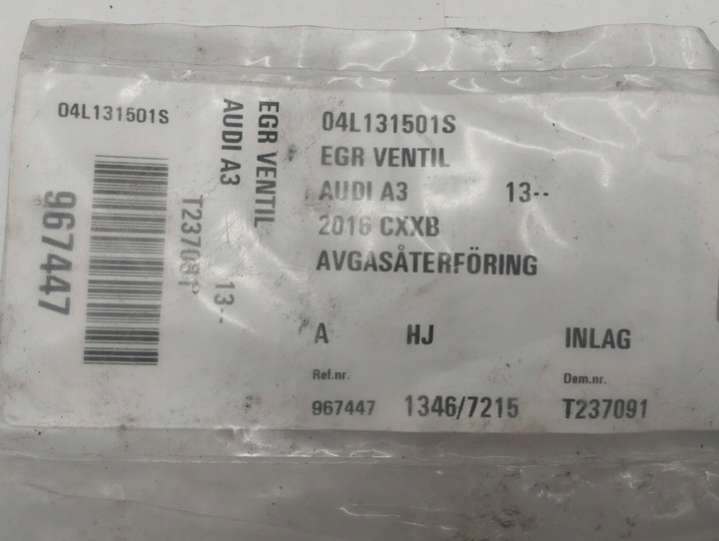 04L131501S
967447
T237091
AUDI A3 13--
EGR VENTIL
04L131501S
EGR VENTIL
AUDI A3 13--
2016 CXXB
AVGASÅTERFÖRING
A HJ INLAG
Ref.nr. Dem.nr.
967447 1346/7215 T237091